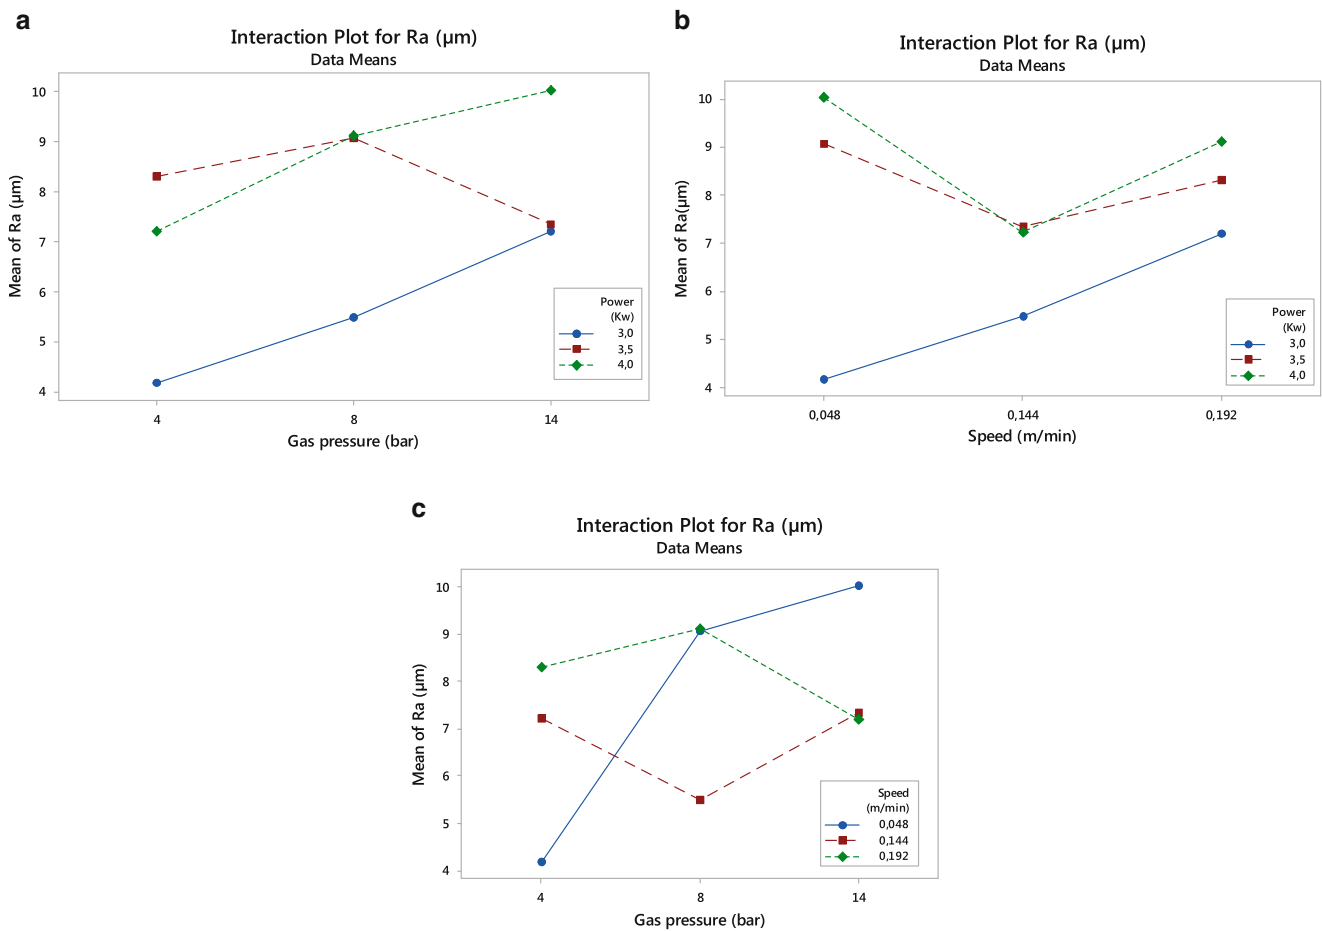 a
Interaction Plot for Ra (μm)
Data Means
10
9
8
7
6
5
4
Mean of Ra (μm)
4
8
14
Gas pressure (bar)
Power
(Kw)
3,0
3,5
4,0
b
Interaction Plot for Ra (μm)
Data Means
10
9
8
7
6
5
4
Mean of Ra(μm)
0,048
0,144
0,192
Speed (m/min)
Power
(Kw)
3,0
3,5
4,0
c
Interaction Plot for Ra (μm)
Data Means
10
9
8
7
6
5
4
Mean of Ra (μm)
4
8
14
Gas pressure (bar)
Speed
(m/min)
0,048
0,144
0,192